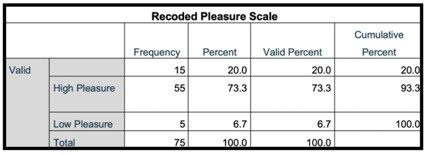 Recoded Pleasure Scale
Frequency Percent Valid Percent Cumulative Percent
Valid 15 20.0 20.0 20.0
High Pleasure 55 73.3 73.3 93.3
Low Pleasure 5 6.7 6.7 100.0
Total 75 100.0 100.0